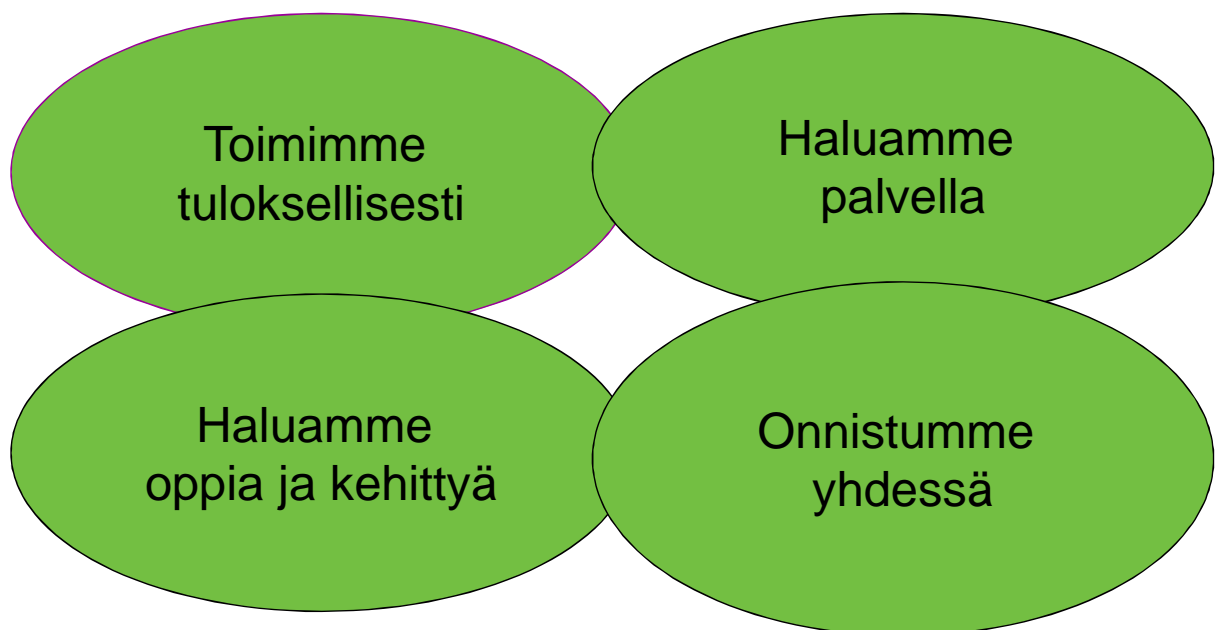 Toimimme
tuloksellisesti
Haluamme
palvella
Haluamme
oppia ja kehittyä
Onnistumme
yhdessä